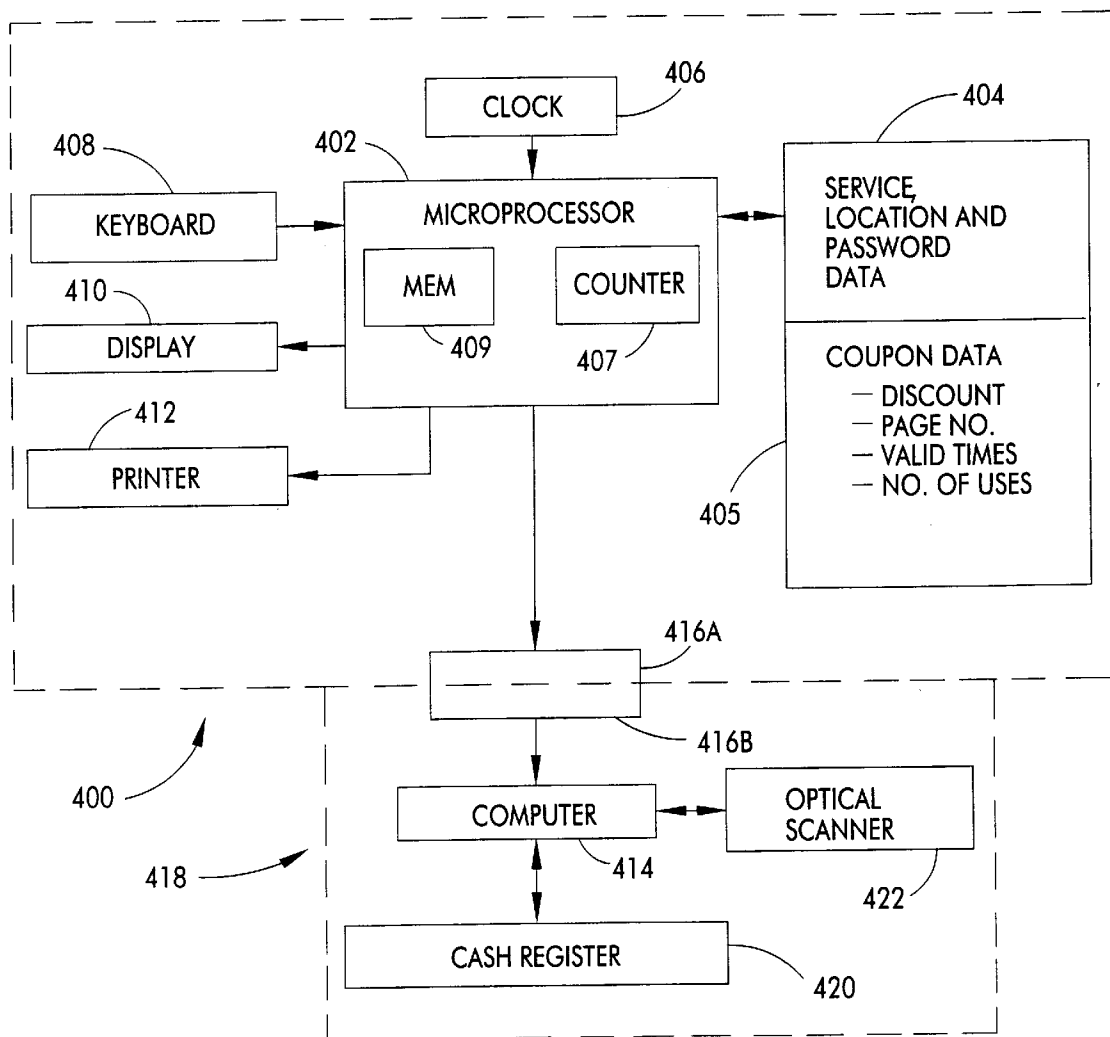 406
CLOCK
404
408
402
KEYBOARD
MICROPROCESSOR
SERVICE,
LOCATION AND
PASSWORD
DATA
MEM
COUNTER
410
DISPLAY
409
407
COUPON DATA
— DISCOUNT
— PAGE NO.
— VALID TIMES
— NO. OF USES
412
PRINTER
405
416A
416B
400
COMPUTER
OPTICAL
SCANNER
418
414
422
CASH REGISTER
420